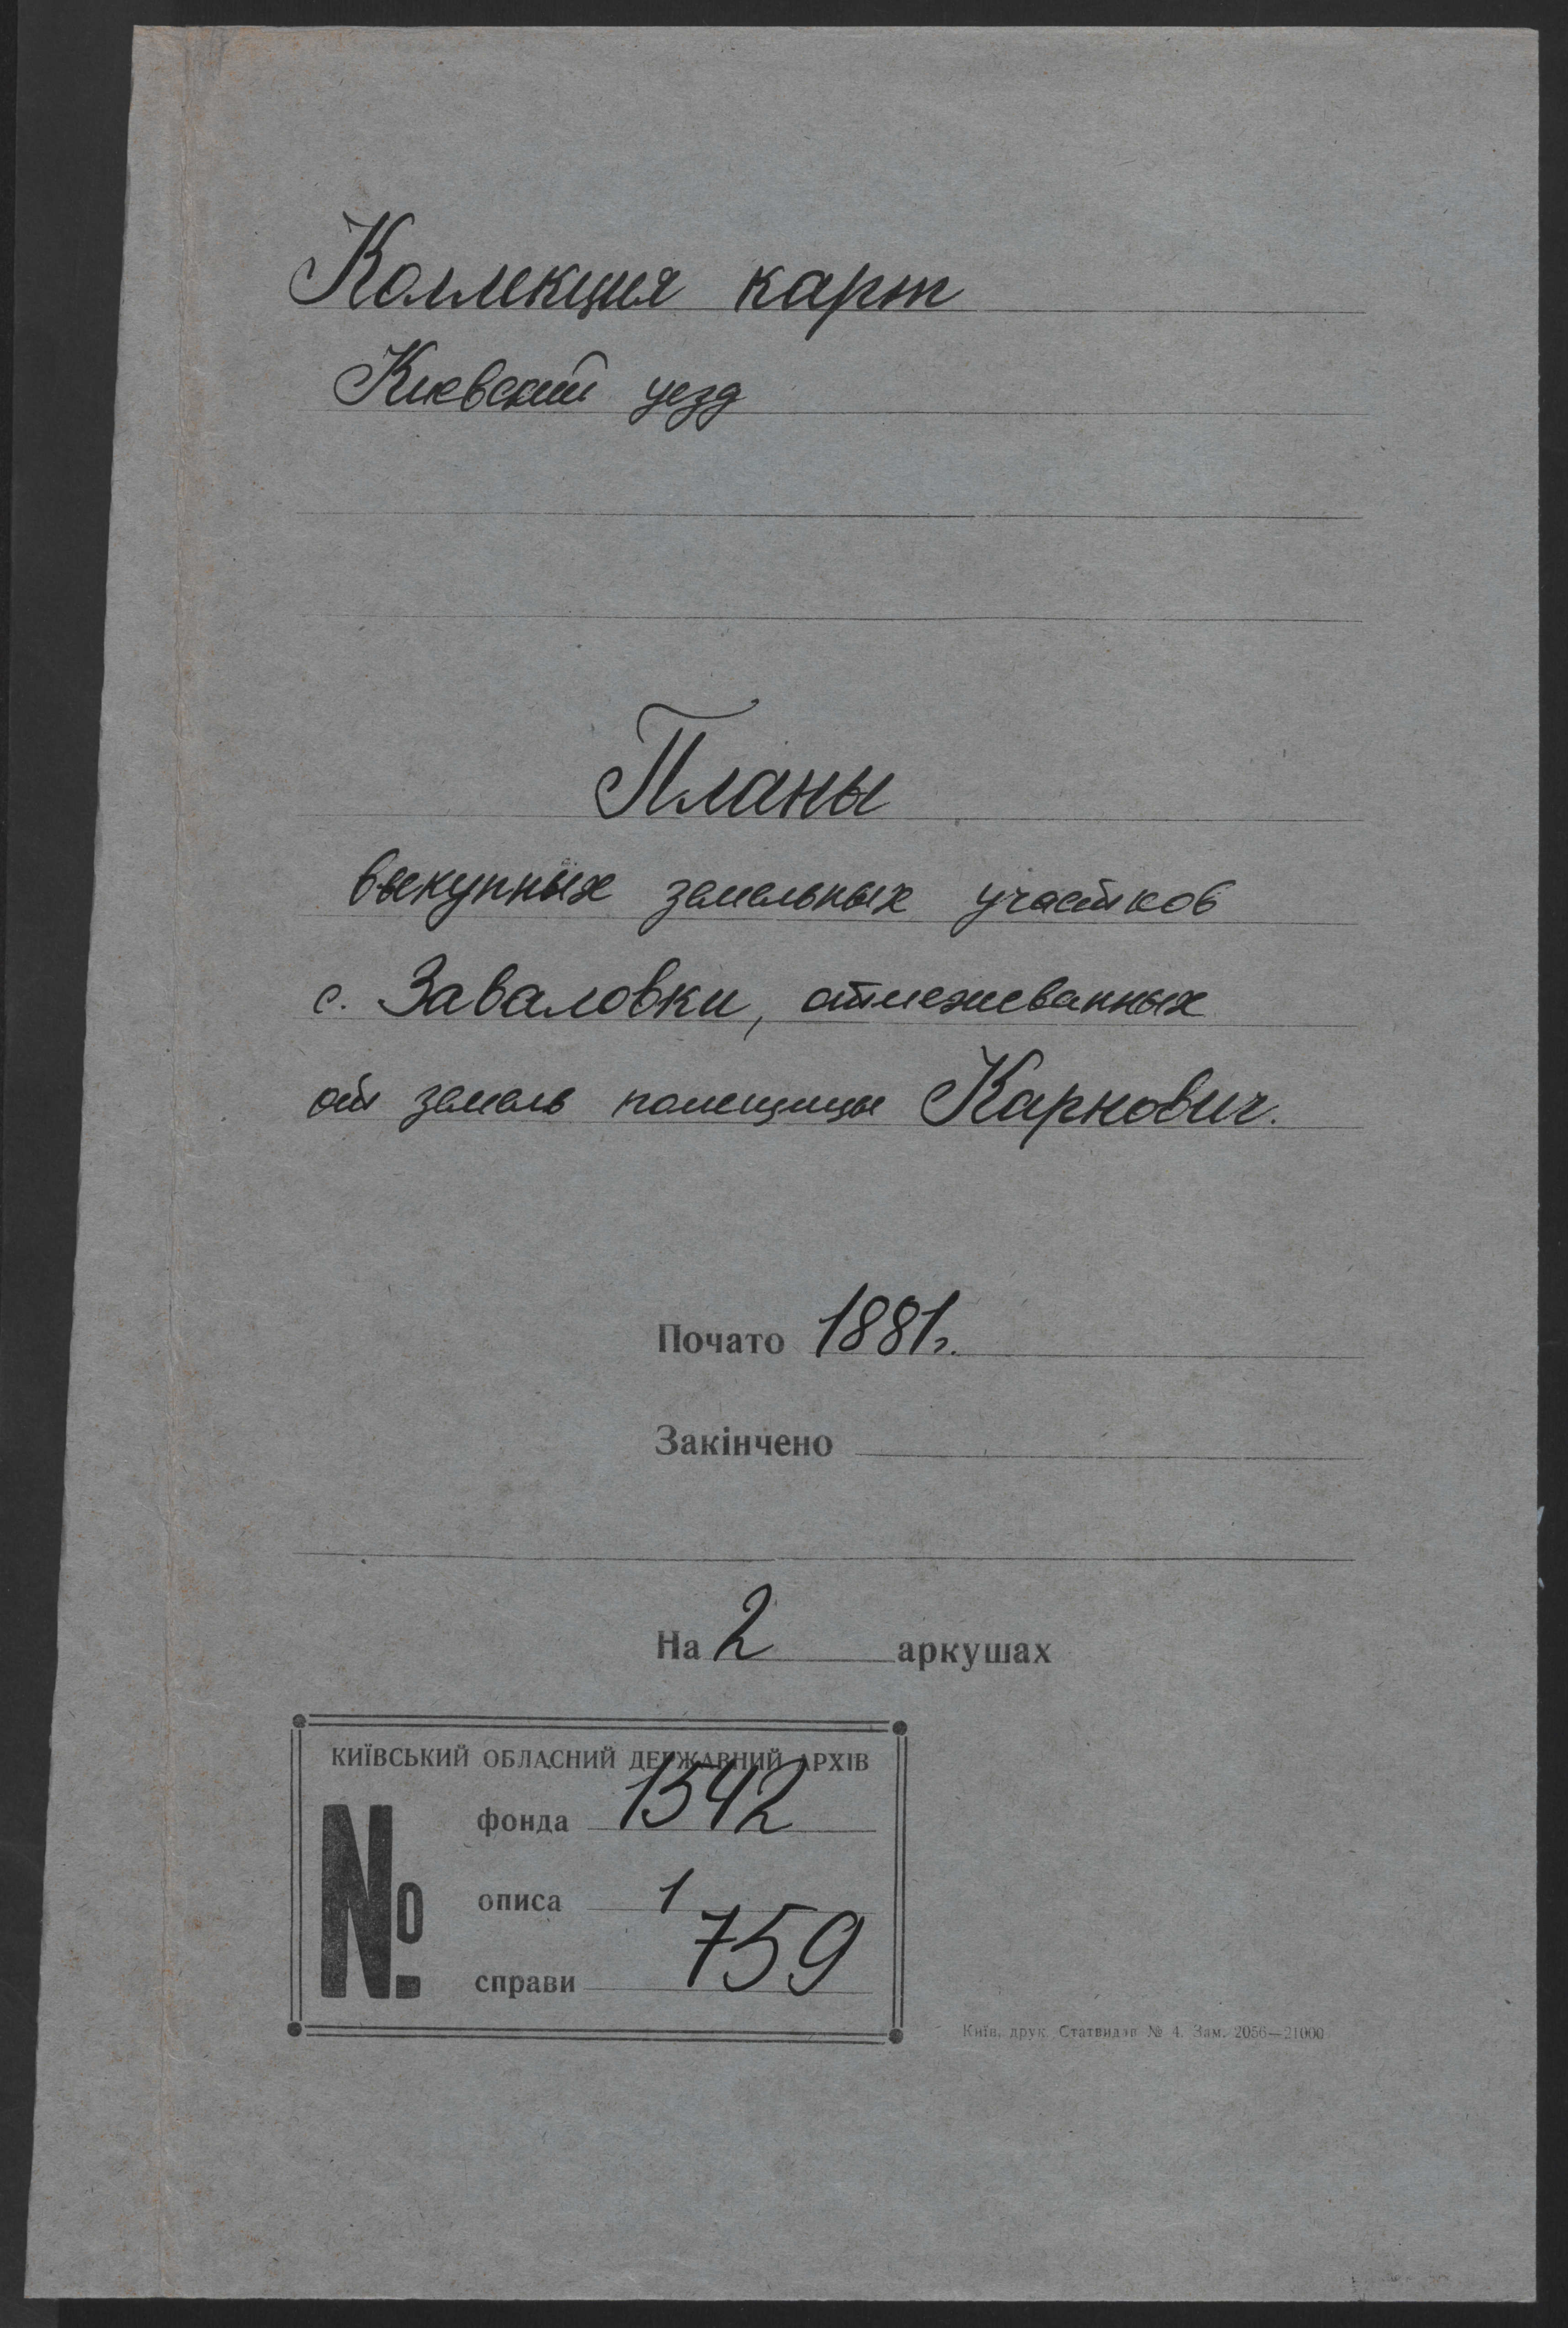 Коллекция карт
Киевский уезд
Планы
выкупных земельных участков
с. Заваловки, отмежеванных
от земель помещицы Карнович.
Почато 1881г.
Закінчено
На 2 аркушах
КИЇВСЬКИЙ ОБЛАСНИЙ ДЕРЖАВНИЙ АРХІВ
№
фонда 1542
описа 1
справи 759
Київ, друк. Статвидав № 4. Зам. 2056—21000